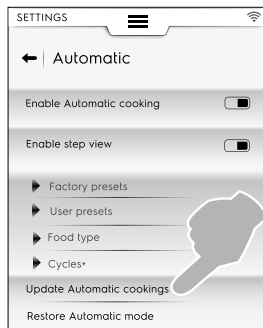 SETTINGS
Automatic
Enable Automatic cooking
Enable step view
Factory presets
User presets
Food type
Cycles+
Update Automatic cookings
Restore Automatic mode